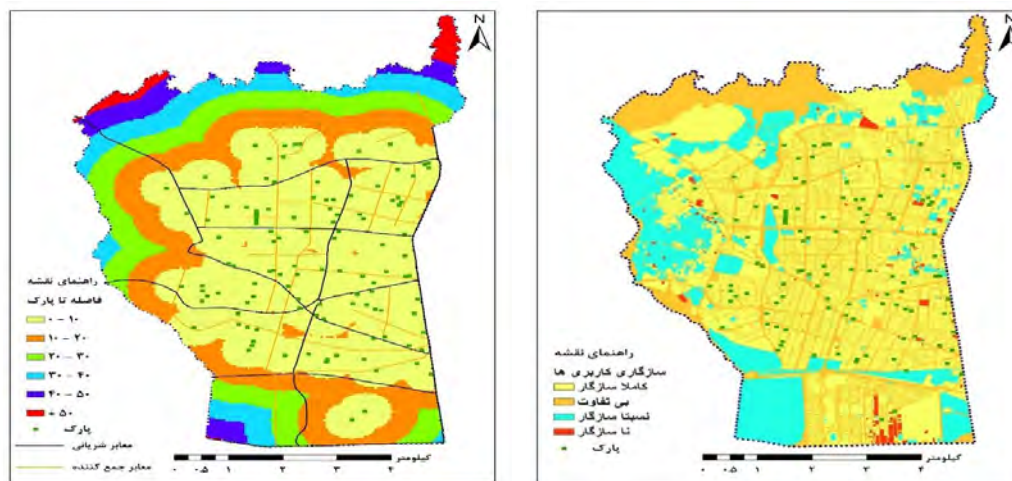 N
راهنمای نقشه
فاصله تا پارک
۰ - ۱۰
۱۰ - ۲۰
۲۰ - ۳۰
۳۰ - ۴۰
۴۰ - ۵۰
+ ۵۰
پارک
معابر شریانی
معابر جمع کننده
کیلومتر
۰ ۰.۵ ۱ ۲ ۳ ۴
N
راهنمای نقشه
سازگاری کاربری ها
کاملا سازگار
بی تفاوت
نسبتا سازگار
نا سازگار
پارک
کیلومتر
۰ ۰.۵ ۱ ۲ ۳ ۴